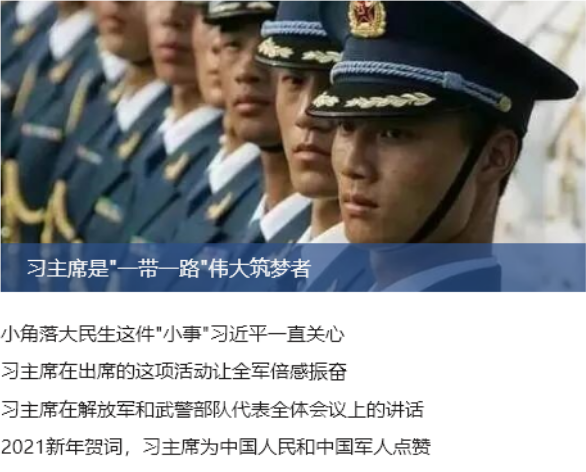 习主席是"一带一路"伟大筑梦者
小角落大民生这件"小事"习近平一直关心
习主席在出席的这项活动让全军倍感振奋
习主席在解放军和武警部队代表全体会议上的讲话
2021新年贺词，习主席为中国人民和中国军人点赞